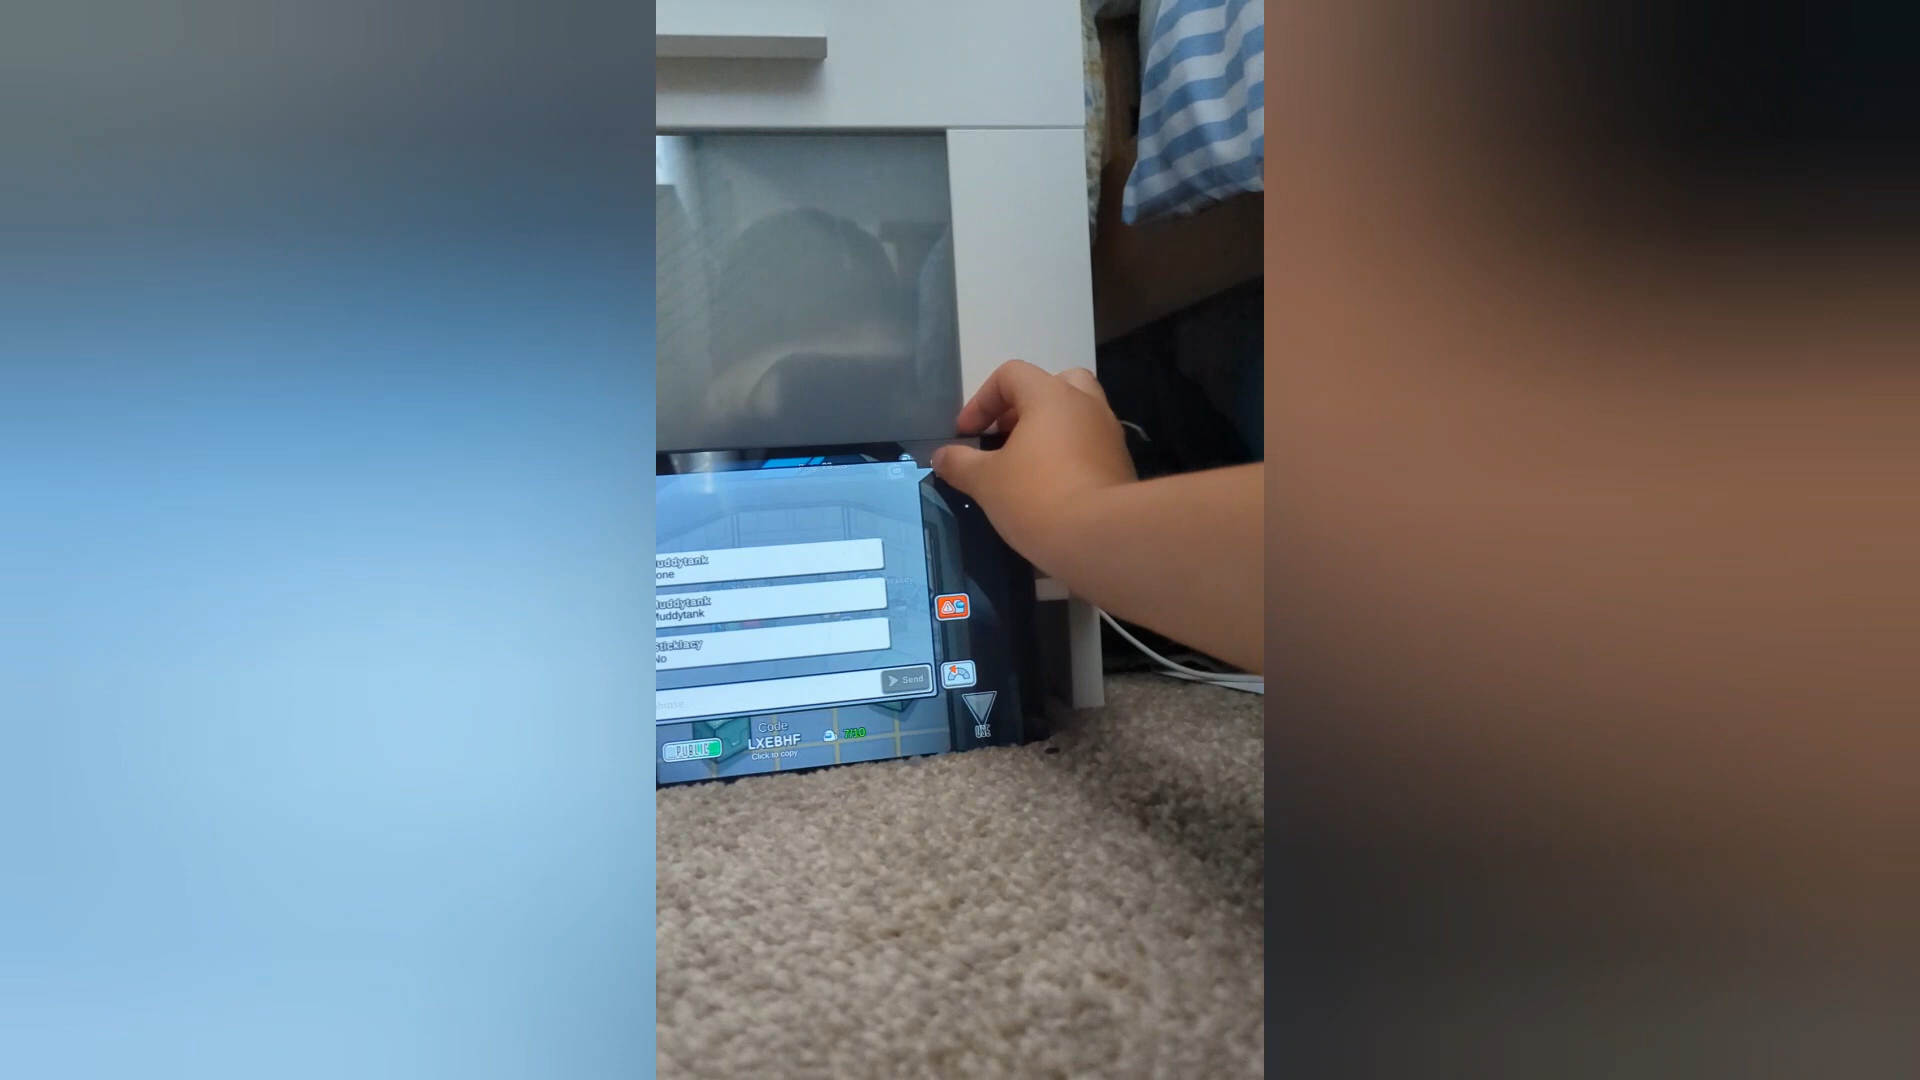 uddytank
one
uddytank
Muddytank
Sticklacy
No
Send
PUBLIC
Code
LXEBHF
Click to copy
7/10
USE